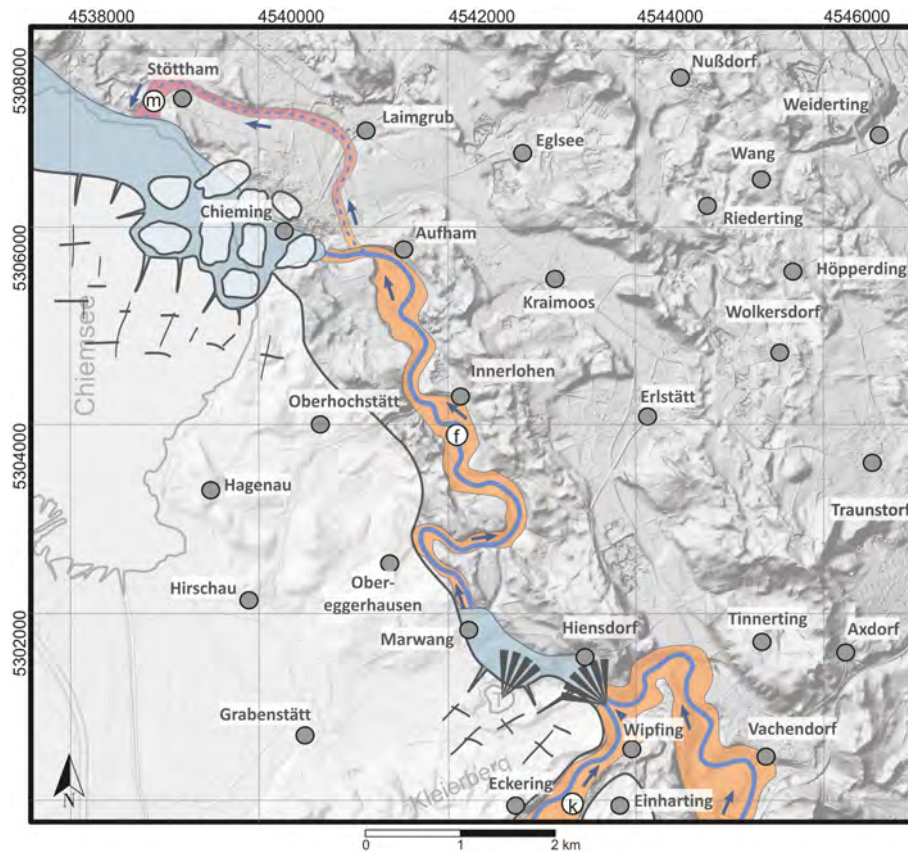 4538000
4540000
4542000
4544000
4546000
5308000
5306000
5304000
5302000
Stöttham
m
Laimgrub
Nußdorf
Weiderting
Eglsee
Wang
Riederting
Chieming
Aufham
Kraimoos
Höpperding
Wolkersdorf
Chiemsee
Innerlohen
Oberhochstätt
f
Erlstätt
Hagenau
Traunstorf
Hirschau
Ober-
eggerhausen
Marwang
Hiensdorf
Tinnerting
Axdorf
Grabenstätt
Wipfing
Vachendorf
Kleierberg
Eckering
k
Einharting
N
0
1
2 km